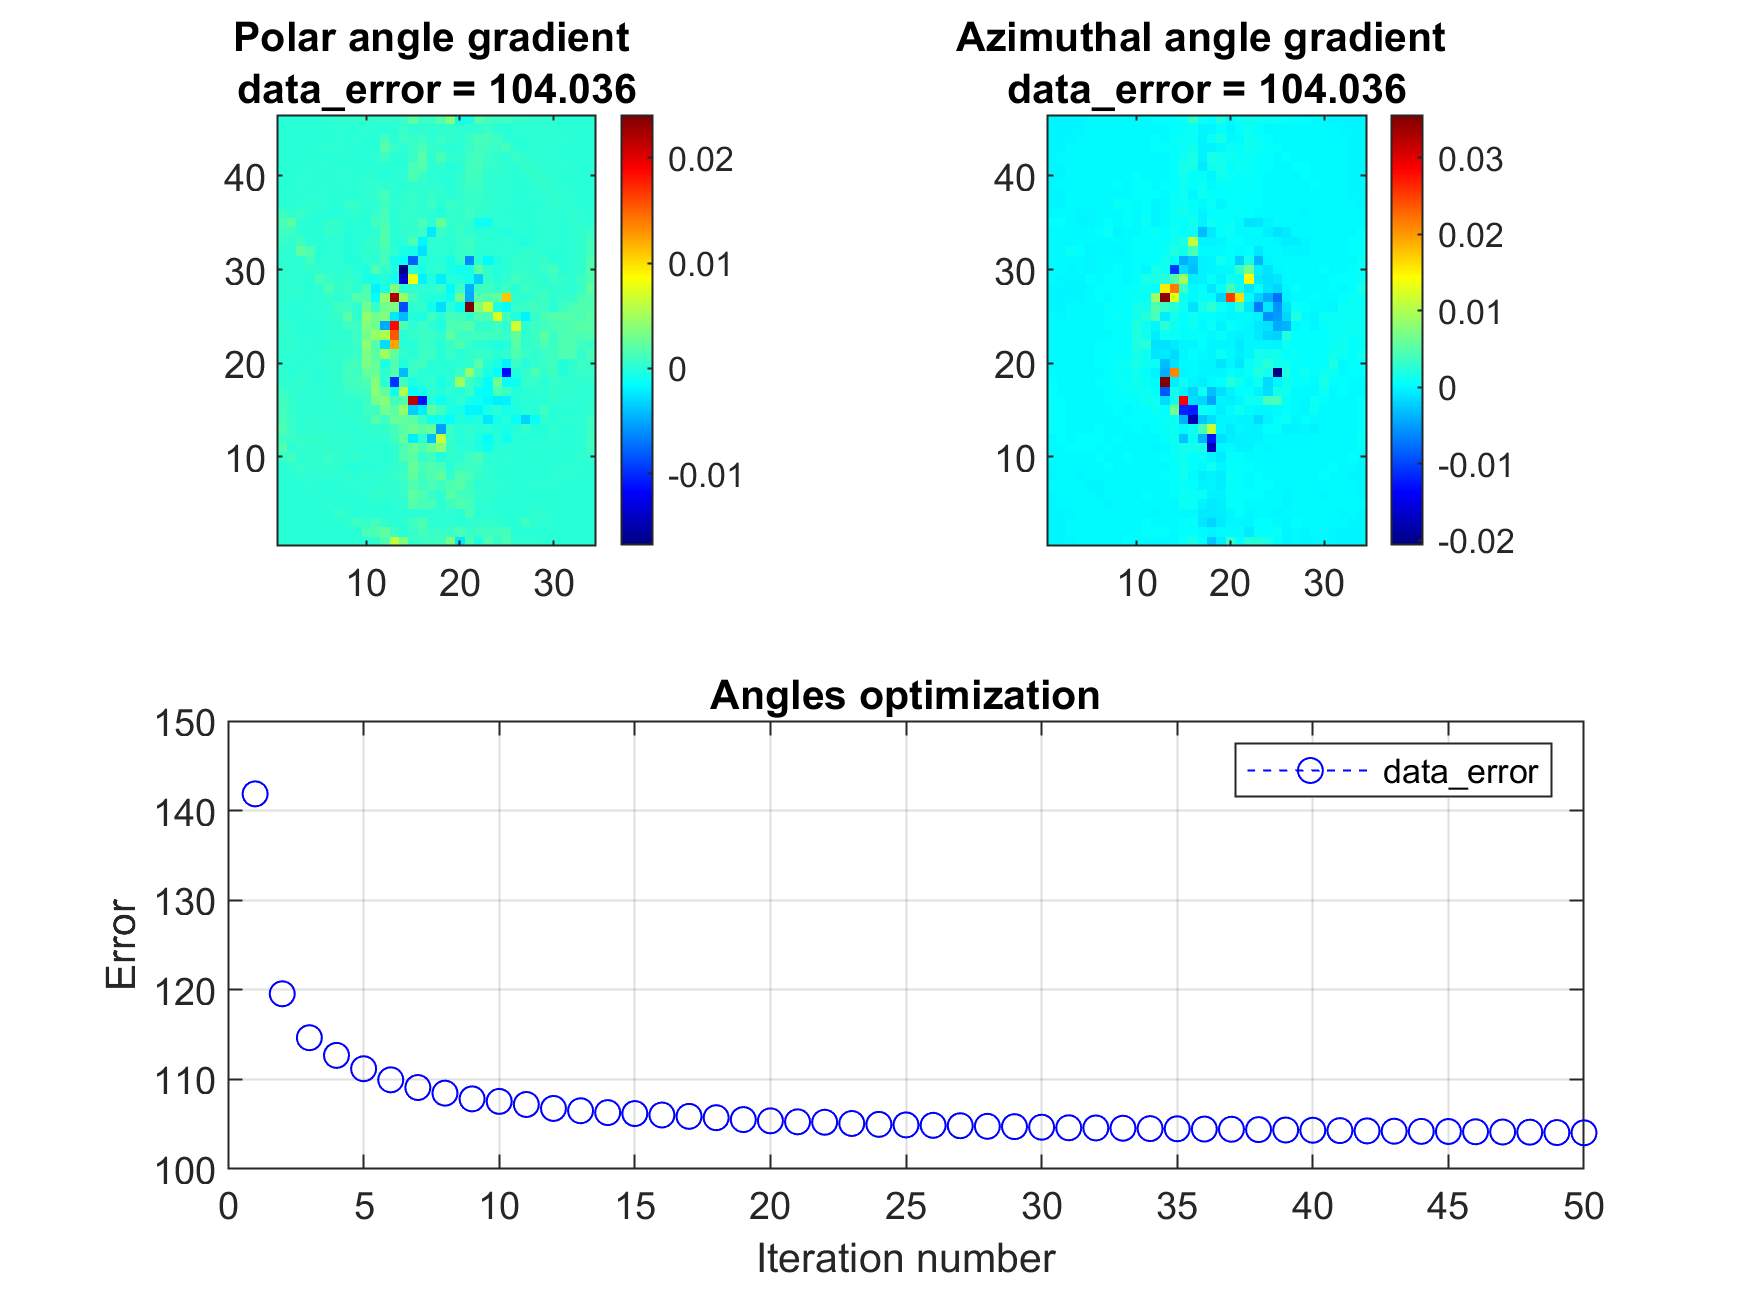 Polar angle gradient
data_error = 104.036
40
30
20
10
10 20 30
0.02
0.01
0
-0.01
Azimuthal angle gradient
data_error = 104.036
40
30
20
10
10 20 30
0.03
0.02
0.01
0
-0.01
-0.02
Angles optimization
150
140
130
120
110
100
Error
data_error
0 5 10 15 20 25 30 35 40 45 50
Iteration number